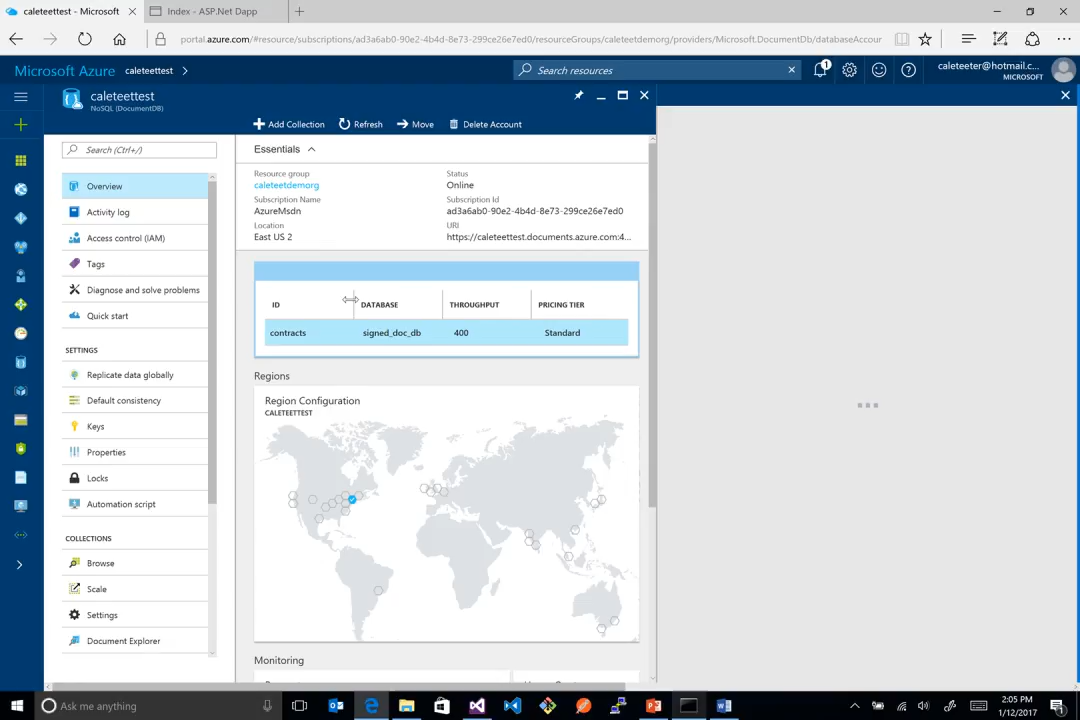 caleteettest - Microsoft
Index - ASP.Net Dapp
portal.azure.com/#resource/subscriptions/ad3a6ab0-90e2-4b4d-8e73-299ce26e7ed0/resourceGroups/caleteetdemorg/providers/Microsoft.DocumentDb/databaseAccour
Microsoft Azure caleteettest
Search resources
1
caleteeter@hotmail.c...
MICROSOFT
caleteettest
NoSQL (DocumentDB)
Add Collection Refresh Move Delete Account
Search (Ctrl+/)
Overview
Activity log
Access control (IAM)
Tags
Diagnose and solve problems
Quick start
SETTINGS
Replicate data globally
Default consistency
Keys
Properties
Locks
Automation script
COLLECTIONS
Browse
Scale
Settings
Document Explorer
Essentials
Resource group
caleteetdemorg
Subscription Name
AzureMsdn
Location
East US 2
Status
Online
Subscription Id
ad3a6ab0-90e2-4b4d-8e73-299ce26e7ed0
URI
https://caleteettest.documents.azure.com:4...
ID DATABASE THROUGHPUT PRICING TIER
contracts signed_doc_db 400 Standard
Regions
Region Configuration
CALETEETTEST
Monitoring
Ask me anything
2:05 PM
1/12/2017
1